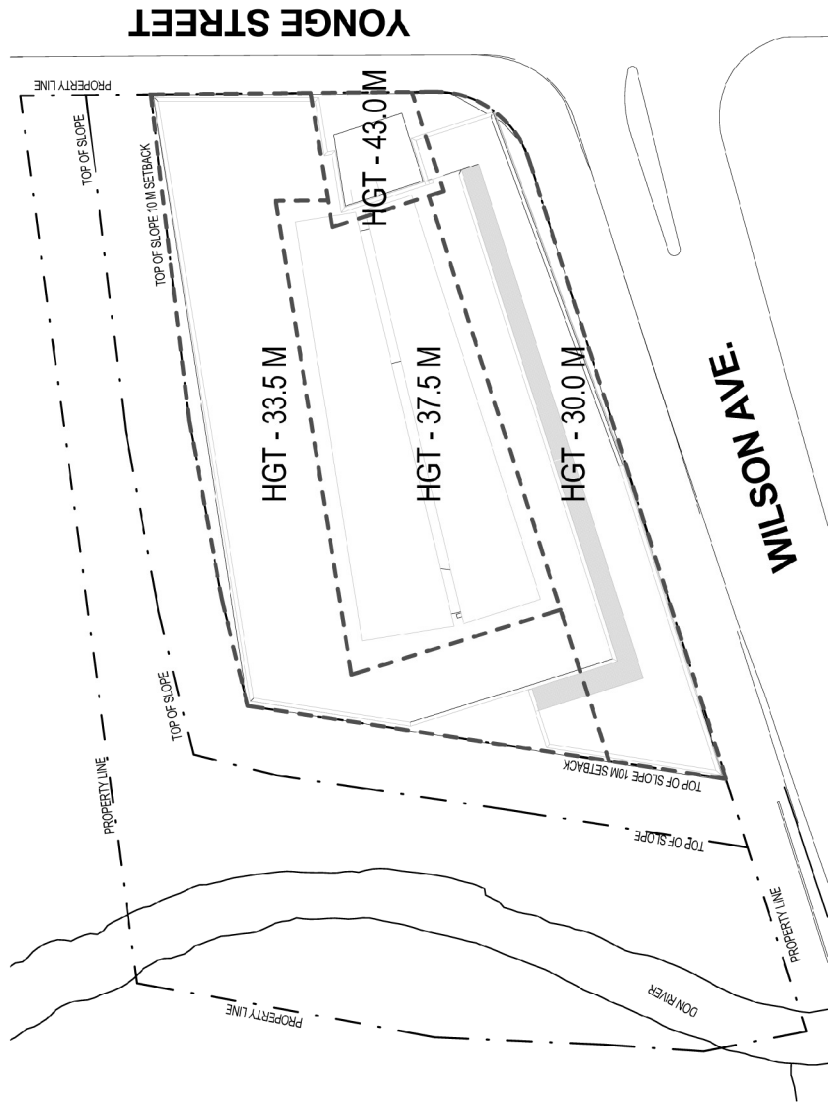 YONGE STREET
PROPERTY LINE
TOP OF SLOPE
TOP OF SLOPE 10 M SETBACK
HGT - 43.0 M
HGT - 33.5 M
HGT - 37.5 M
HGT - 30.0 M
WILSON AVE.
TOP OF SLOPE
PROPERTY LINE
TOP OF SLOPE 10M SETBACK
TOP OF SLOPE
PROPERTY LINE
DON RIVER
PROPERTY LINE